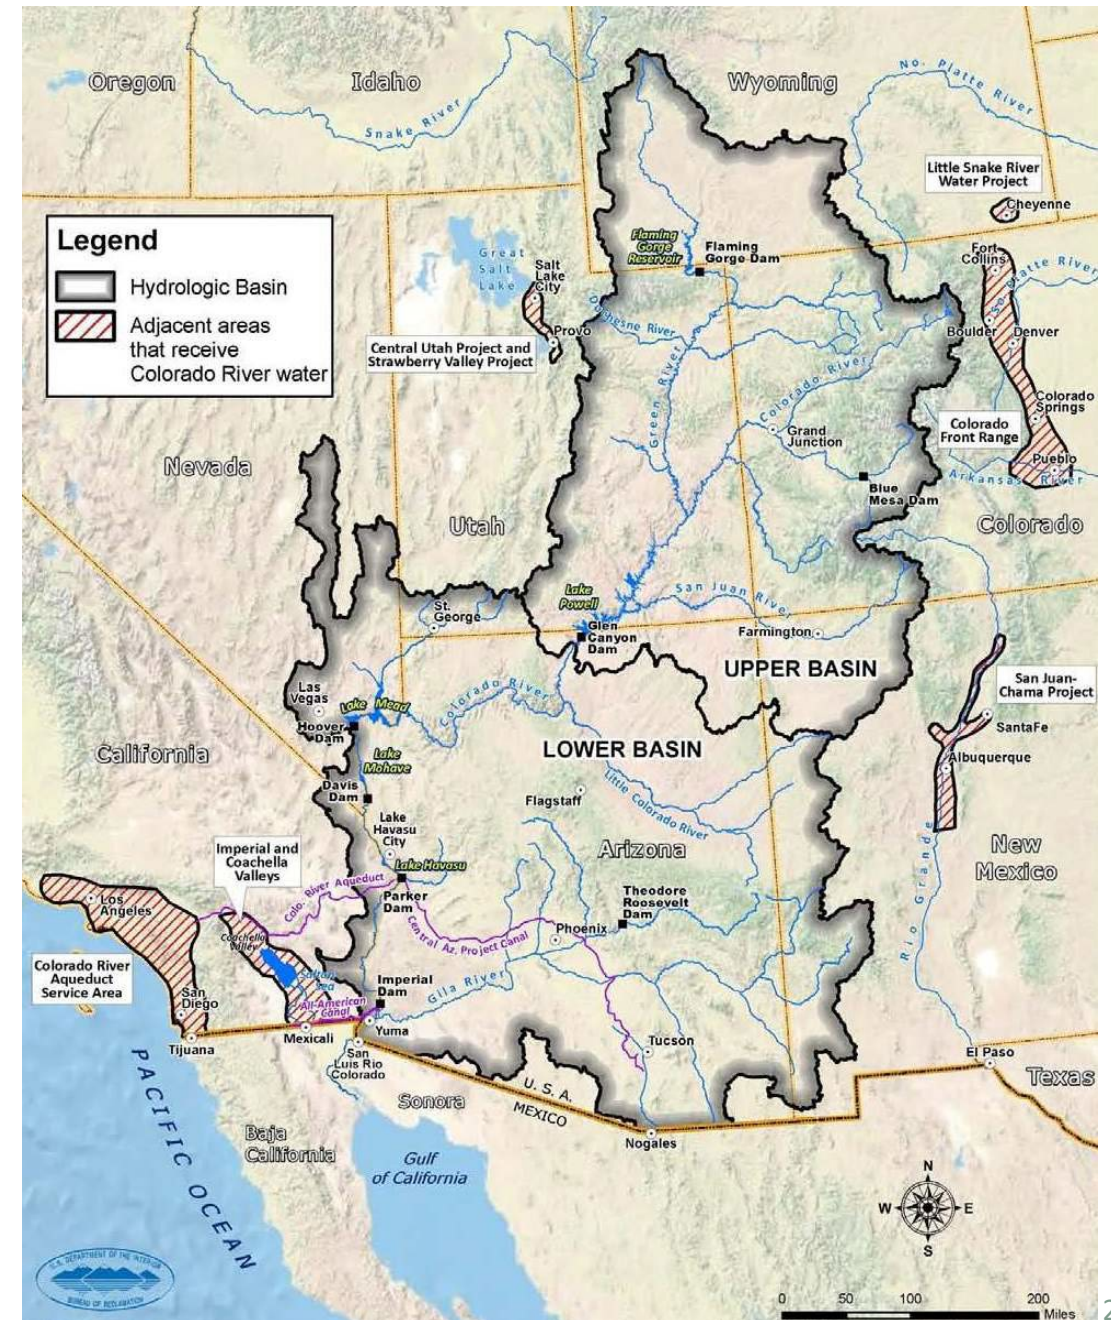 Oregon
Idaho
Wyoming
No. Platte River
Snake River
Little Snake River
Water Project
Cheyenne
Legend
Hydrologic Basin
Adjacent areas
that receive
Colorado River water
Great
Salt
Lake
Salt
Lake
City
Provo
Central Utah Project and
Strawberry Valley Project
Flaming
Gorge
Reservoir
Flaming
Gorge Dam
Duchesne River
Green River
Colorado River
Grand
Junction
Blue
Mesa Dam
Fort
Collins
So. Platte River
Boulder
Denver
Colorado
Springs
Colorado
Front Range
Pueblo
Arkansas River
Colorado
Nevada
Utah
St.
George
Lake
Powell
Glen
Canyon
Dam
San Juan River
Farmington
UPPER BASIN
San Juan-
Chama Project
SantaFe
Albuquerque
Las
Vegas
Lake Mead
Hoover
Dam
Colorado River
LOWER BASIN
California
Lake
Mohave
Davis
Dam
Little Colorado River
Flagstaff
Lake
Havasu
City
Lake Havasu
Arizona
New
Mexico
Rio Grande
Imperial and
Coachella
Valleys
Colo. River Aqueduct
Parker
Dam
Central Az. Project Canal
Theodore
Roosevelt
Dam
Phoenix
Los
Angeles
Coachella
Valley
Salton
Sea
Colorado River
Aqueduct
Service Area
San
Diego
All-American
Canal
Imperial
Dam
Gila River
Yuma
Tijuana
Mexicali
San
Luis Rio
Colorado
Tucson
El Paso
Texas
U. S. A.
MEXICO
Sonora
Nogales
Baja
California
Gulf
of California
PACIFIC OCEAN
N
W
E
S
U.S. DEPARTMENT OF THE INTERIOR
BUREAU OF RECLAMATION
0 50 100 200
Miles
2